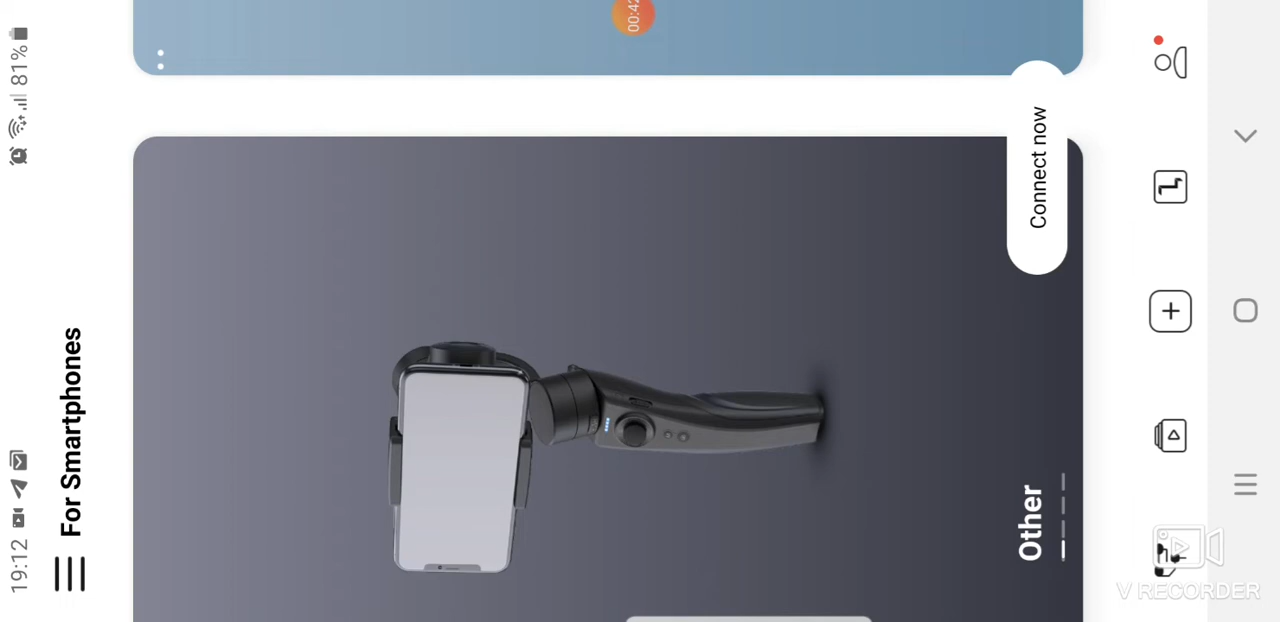 19:12
81%
For Smartphones
00:42
Other
Connect now
V RECORDER